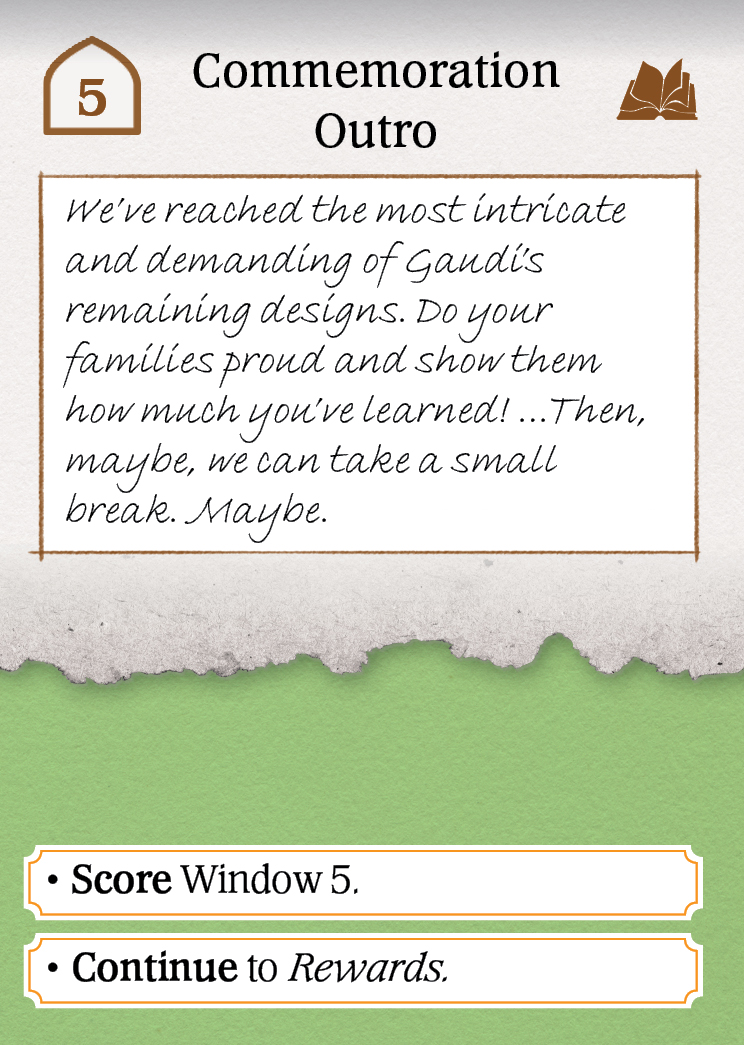 5
Commemoration
Outro
We've reached the most intricate
and demanding of Gaudí's
remaining designs. Do your
families proud and show them
how much you've learned! ...Then,
maybe, we can take a small
break. Maybe.
• Score Window 5.
• Continue to Rewards.